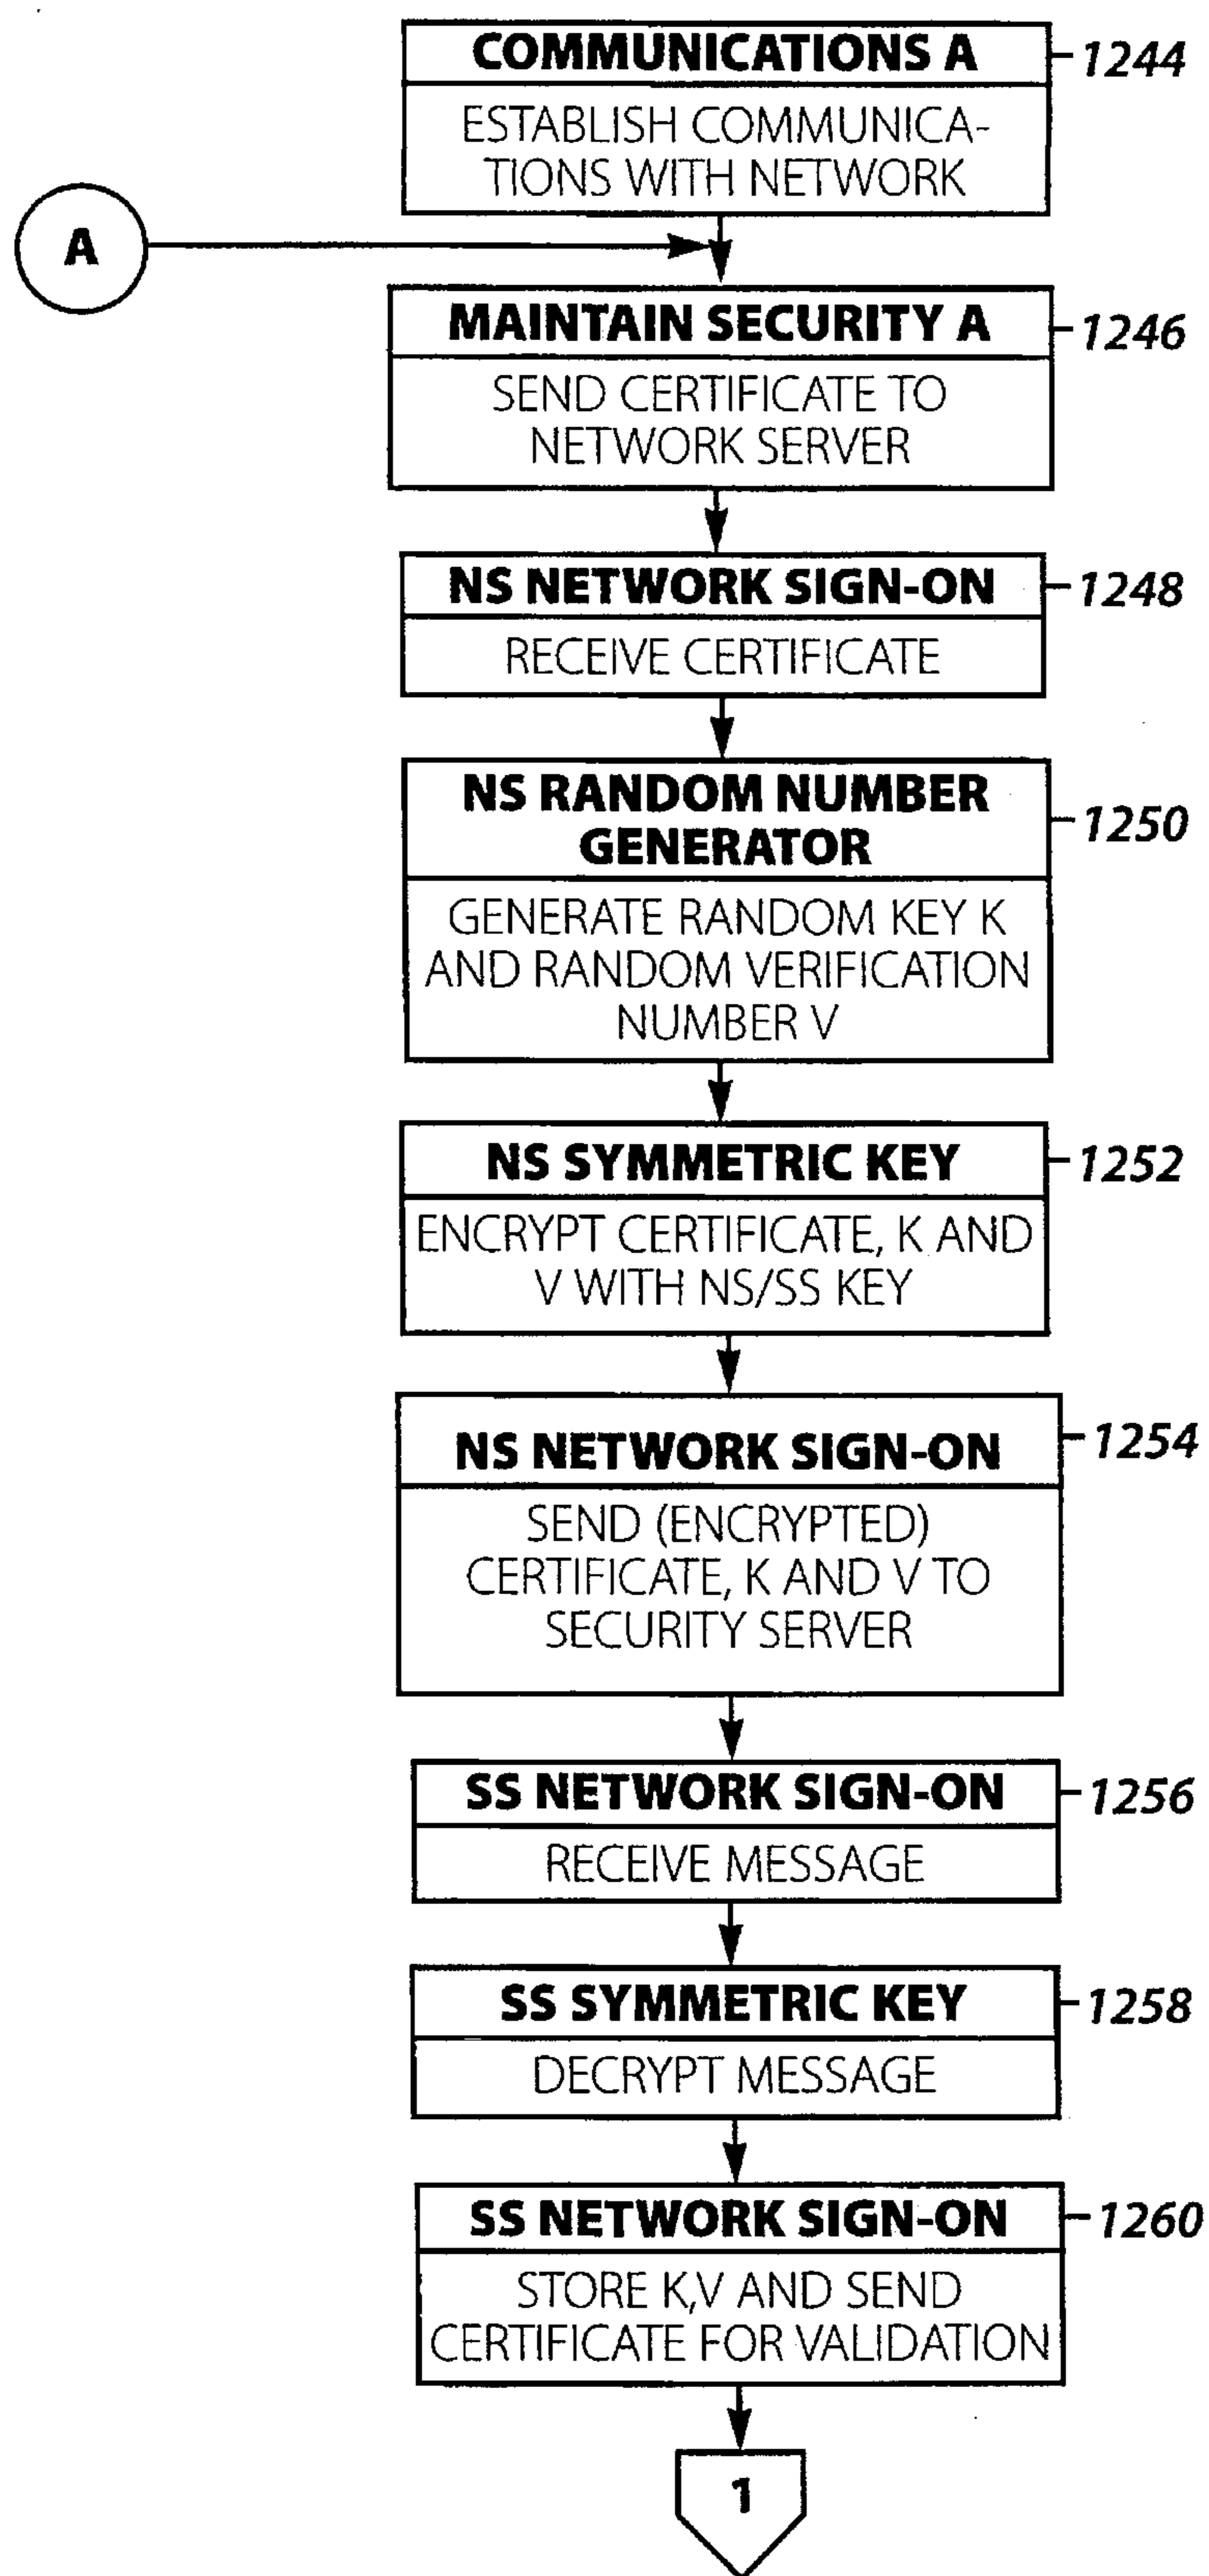 COMMUNICATIONS A
1244
ESTABLISH COMMUNICA-
TIONS WITH NETWORK
A
MAINTAIN SECURITY A
1246
SEND CERTIFICATE TO
NETWORK SERVER
NS NETWORK SIGN-ON
1248
RECEIVE CERTIFICATE
NS RANDOM NUMBER
GENERATOR
1250
GENERATE RANDOM KEY K
AND RANDOM VERIFICATION
NUMBER V
NS SYMMETRIC KEY
1252
ENCRYPT CERTIFICATE, K AND
V WITH NS/SS KEY
NS NETWORK SIGN-ON
1254
SEND (ENCRYPTED)
CERTIFICATE, K AND V TO
SECURITY SERVER
SS NETWORK SIGN-ON
1256
RECEIVE MESSAGE
SS SYMMETRIC KEY
1258
DECRYPT MESSAGE
SS NETWORK SIGN-ON
1260
STORE K,V AND SEND
CERTIFICATE FOR VALIDATION
1